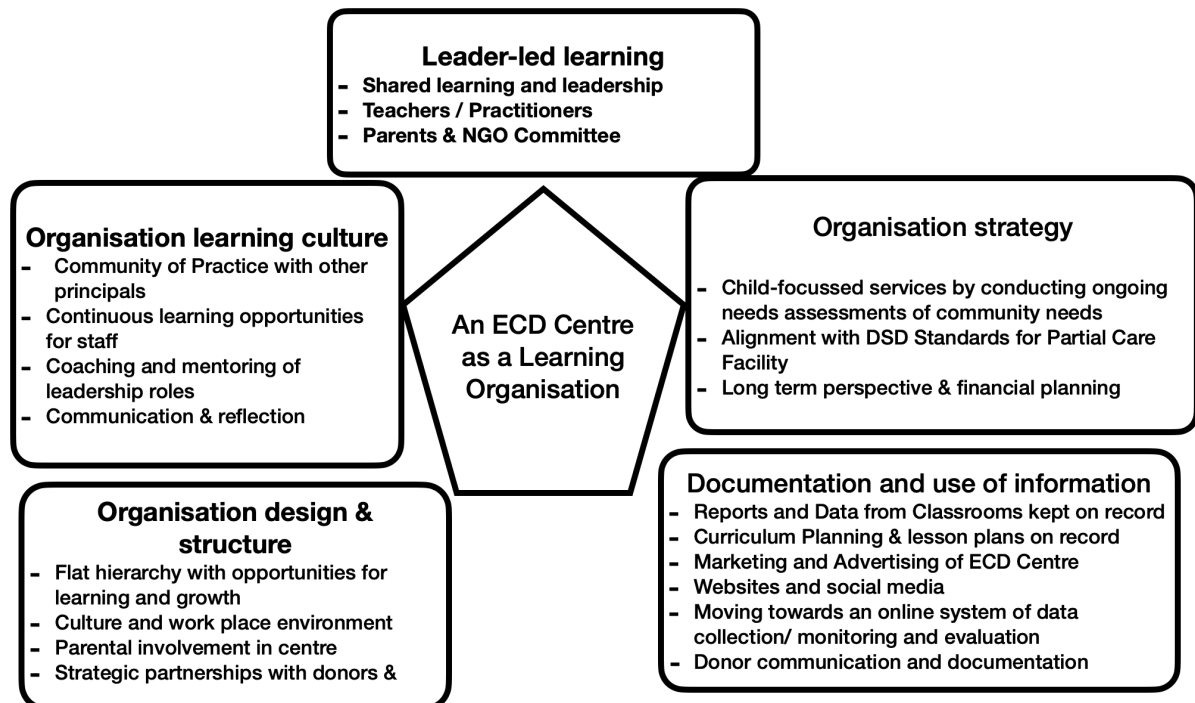 Leader-led learning
- Shared learning and leadership
- Teachers / Practitioners
- Parents & NGO Committee
Organisation learning culture
- Community of Practice with other
principals
- Continuous learning opportunities
for staff
- Coaching and mentoring of
leadership roles
- Communication & reflection
An ECD Centre
as a Learning
Organisation
Organisation strategy
- Child-focussed services by conducting ongoing
needs assessments of community needs
- Alignment with DSD Standards for Partial Care
Facility
- Long term perspective & financial planning
Organisation design &
structure
- Flat hierarchy with opportunities for
learning and growth
- Culture and work place environment
- Parental involvement in centre
- Strategic partnerships with donors &
Documentation and use of information
- Reports and Data from Classrooms kept on record
- Curriculum Planning & lesson plans on record
- Marketing and Advertising of ECD Centre
- Websites and social media
- Moving towards an online system of data
collection/ monitoring and evaluation
- Donor communication and documentation